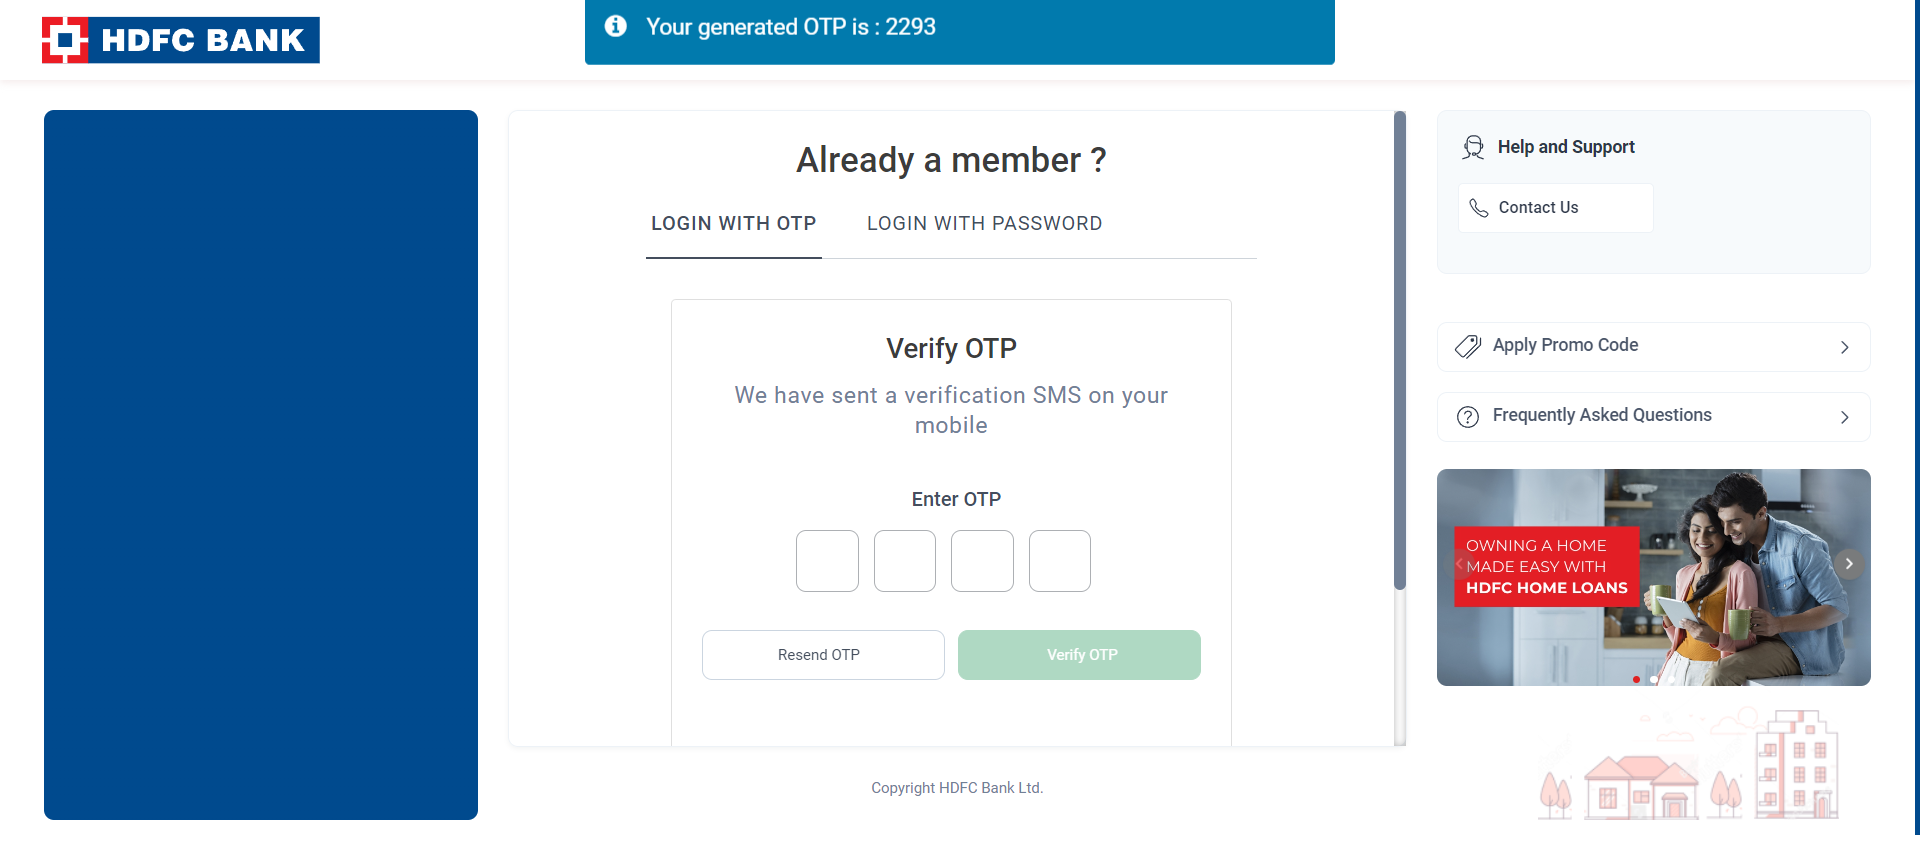 HDFC BANK
Your generated OTP is : 2293
Already a member ?
LOGIN WITH OTP
LOGIN WITH PASSWORD
Verify OTP
We have sent a verification SMS on your
mobile
Enter OTP
Resend OTP
Verify OTP
Copyright HDFC Bank Ltd.
Help and Support
Contact Us
Apply Promo Code
Frequently Asked Questions
OWNING A HOME
MADE EASY WITH
HDFC HOME LOANS